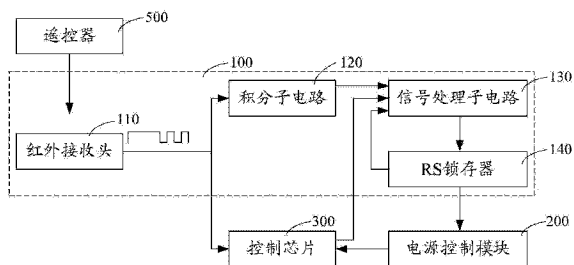 500
遥控器
100
120
130
积分子电路
信号处理子电路
110
红外接收头
140
RS锁存器
300
200
控制芯片
电源控制模块